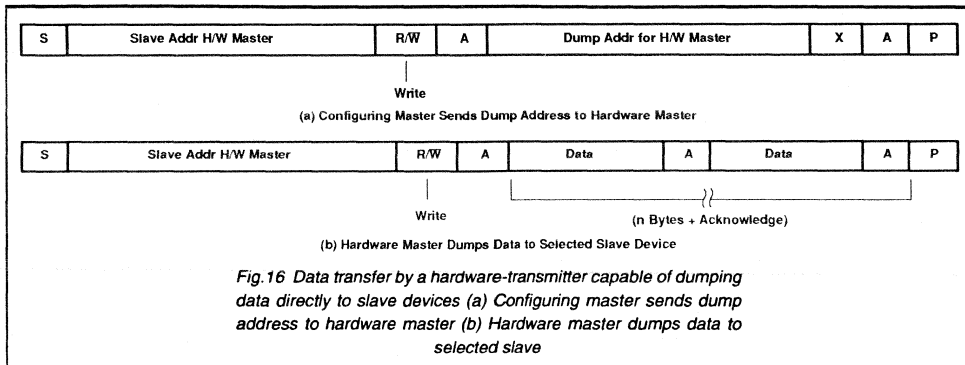 S Slave Addr H/W Master R/W̅ A Dump Addr for H/W Master X A P
Write
(a) Configuring Master Sends Dump Address to Hardware Master
S Slave Addr H/W Master R/W̅ A Data A Data A P
Write
(n Bytes + Acknowledge)
(b) Hardware Master Dumps Data to Selected Slave Device
Fig.16 Data transfer by a hardware-transmitter capable of dumping
data directly to slave devices (a) Configuring master sends dump
address to hardware master (b) Hardware master dumps data to
selected slave